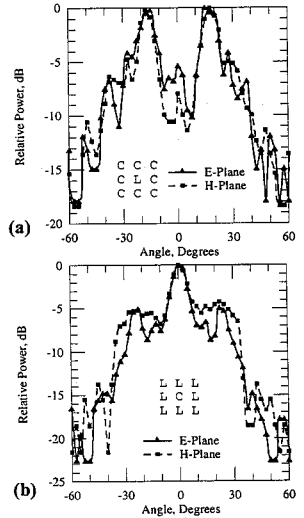 0
-5
-10
-15
-20
Relative Power, dB
C C C
C L C
C C C
E-Plane
H-Plane
(a)
-60 -30 0 30 60
Angle, Degrees
0
-5
-10
-15
-20
-25
Relative Power, dB
L L L
L C L
L L L
E-Plane
H-Plane
(b)
-60 -30 0 30 60
Angle, Degrees